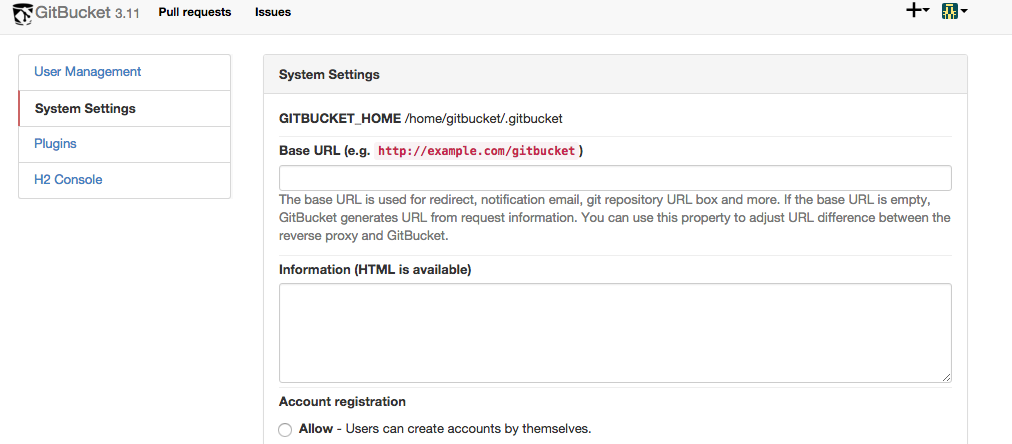 GitBucket 3.11 Pull requests Issues
User Management
System Settings
Plugins
H2 Console
System Settings
GITBUCKET_HOME /home/gitbucket/.gitbucket
Base URL (e.g. http://example.com/gitbucket )
The base URL is used for redirect, notification email, git repository URL box and more. If the base URL is empty,
GitBucket generates URL from request information. You can use this property to adjust URL difference between the
reverse proxy and GitBucket.
Information (HTML is available)
Account registration
Allow - Users can create accounts by themselves.